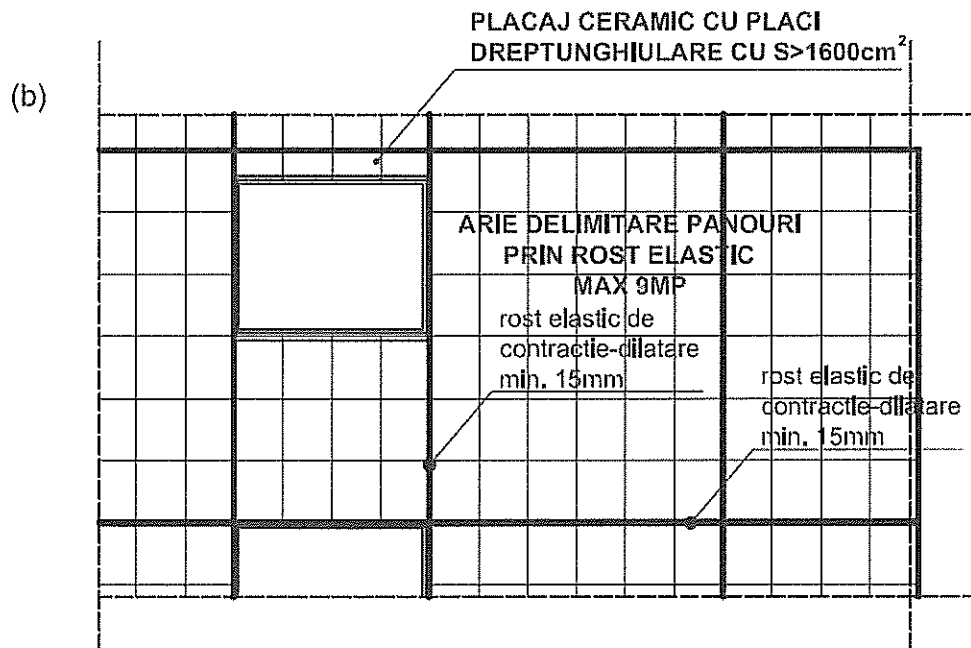 PLACAJ CERAMIC CU PLACI
DREPTUNGHIULARE CU S>1600cm²
(b)
ARIE DELIMITARE PANOURI
PRIN ROST ELASTIC
MAX 9MP
rost elastic de
contractie-dilatare
min. 15mm
rost elastic de
contractie-dilatare
min. 15mm